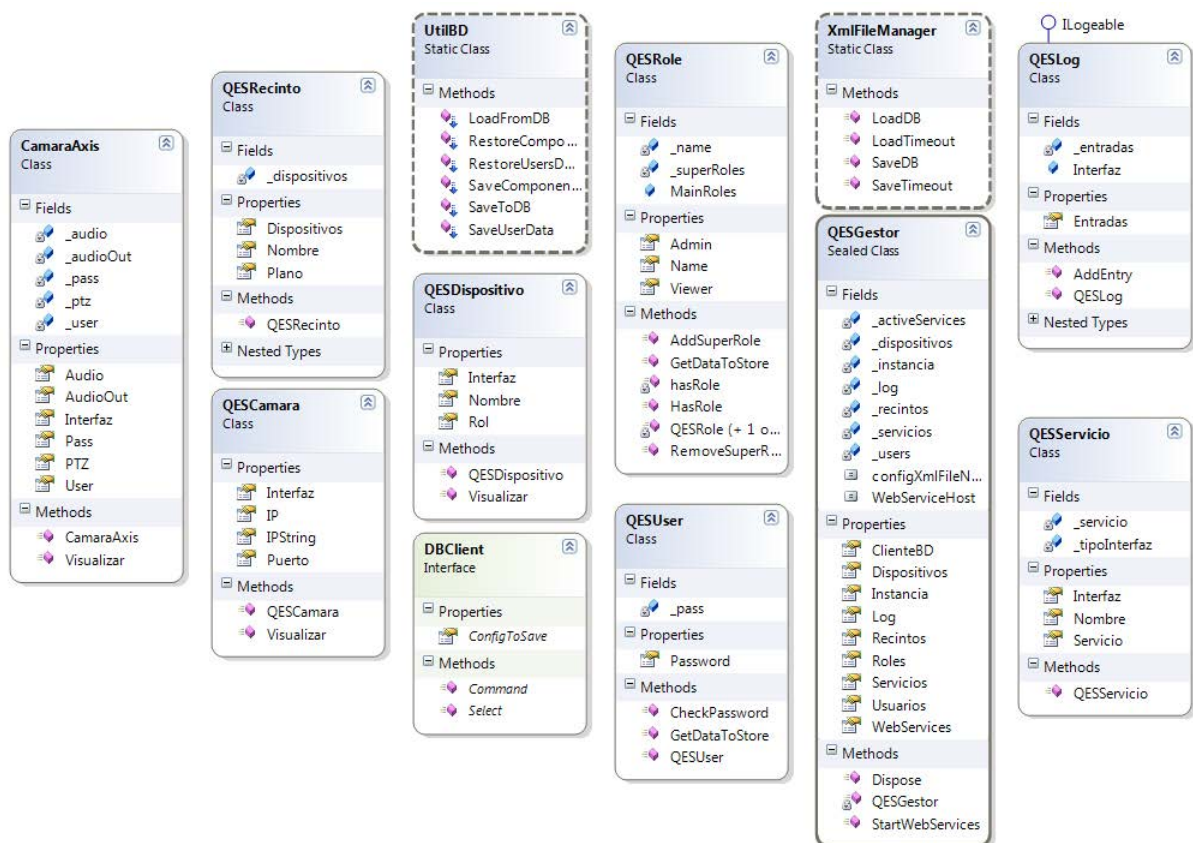 CamaraAxis
Class
Fields
_audio
_audioOut
_pass
_ptz
_user
Properties
Audio
AudioOut
Interfaz
Pass
PTZ
User
Methods
CamaraAxis
Visualizar
QESRecinto
Class
Fields
_dispositivos
Properties
Dispositivos
Nombre
Plano
Methods
QESRecinto
Nested Types
QESCamara
Class
Properties
Interfaz
IP
IPString
Puerto
Methods
QESCamara
Visualizar
UtilBD
Static Class
Methods
LoadFromDB
RestoreCompo ...
RestoreUsersD...
SaveComponen...
SaveToDB
SaveUserData
QESDispositivo
Class
Properties
Interfaz
Nombre
Rol
Methods
QESDispositivo
Visualizar
DBClient
Interface
Properties
ConfigToSave
Methods
Command
Select
QESRole
Class
Fields
_name
_superRoles
MainRoles
Properties
Admin
Name
Viewer
Methods
AddSuperRole
GetDataToStore
hasRole
HasRole
QESRole (+ 1 o...
RemoveSuperR...
QESUser
Class
Fields
_pass
Properties
Password
Methods
CheckPassword
GetDataToStore
QESUser
XmlFileManager
Static Class
Methods
LoadDB
LoadTimeout
SaveDB
SaveTimeout
QESGestor
Sealed Class
Fields
_activeServices
_dispositivos
_instancia
_log
_recintos
_servicios
_users
configXmlFileN...
WebServiceHost
Properties
ClienteBD
Dispositivos
Instancia
Log
Recintos
Roles
Servicios
Usuarios
WebServices
Methods
Dispose
QESGestor
StartWebServices
ILogeable
QESLog
Class
Fields
_entradas
Interfaz
Properties
Entradas
Methods
AddEntry
QESLog
Nested Types
QESServicio
Class
Fields
_servicio
_tipoInterfaz
Properties
Interfaz
Nombre
Servicio
Methods
QESServicio